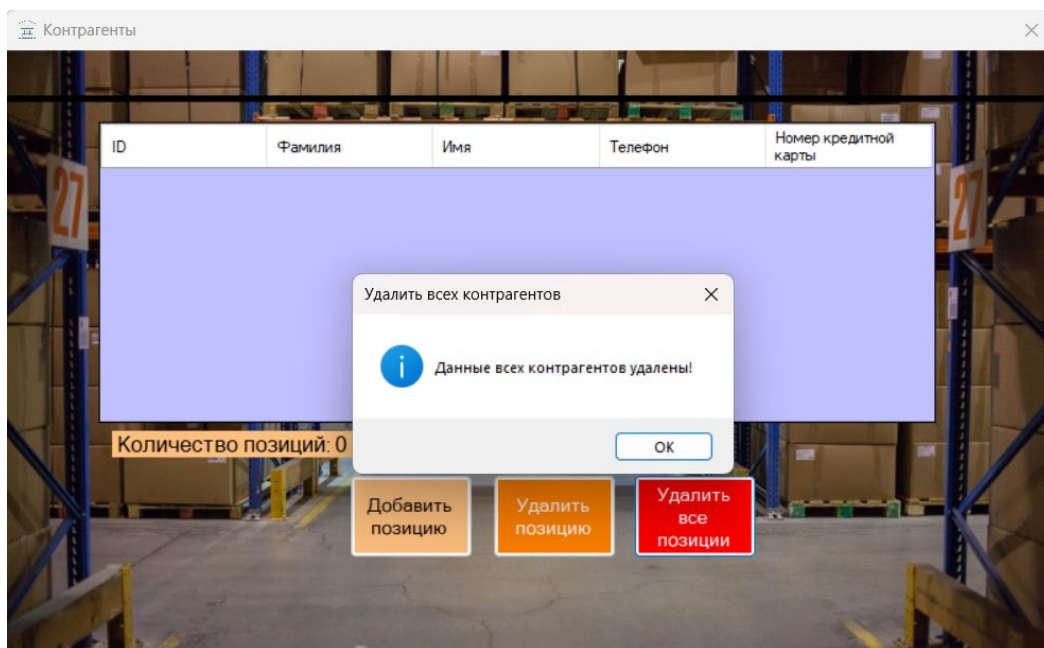 Контрагенты
ID
Фамилия
Имя
Телефон
Номер кредитной
карты
27
27
Удалить всех контрагентов
Данные всех контрагентов удалены!
OK
Количество позиций: 0
Добавить
позицию
Удалить
позицию
Удалить
все
позиции